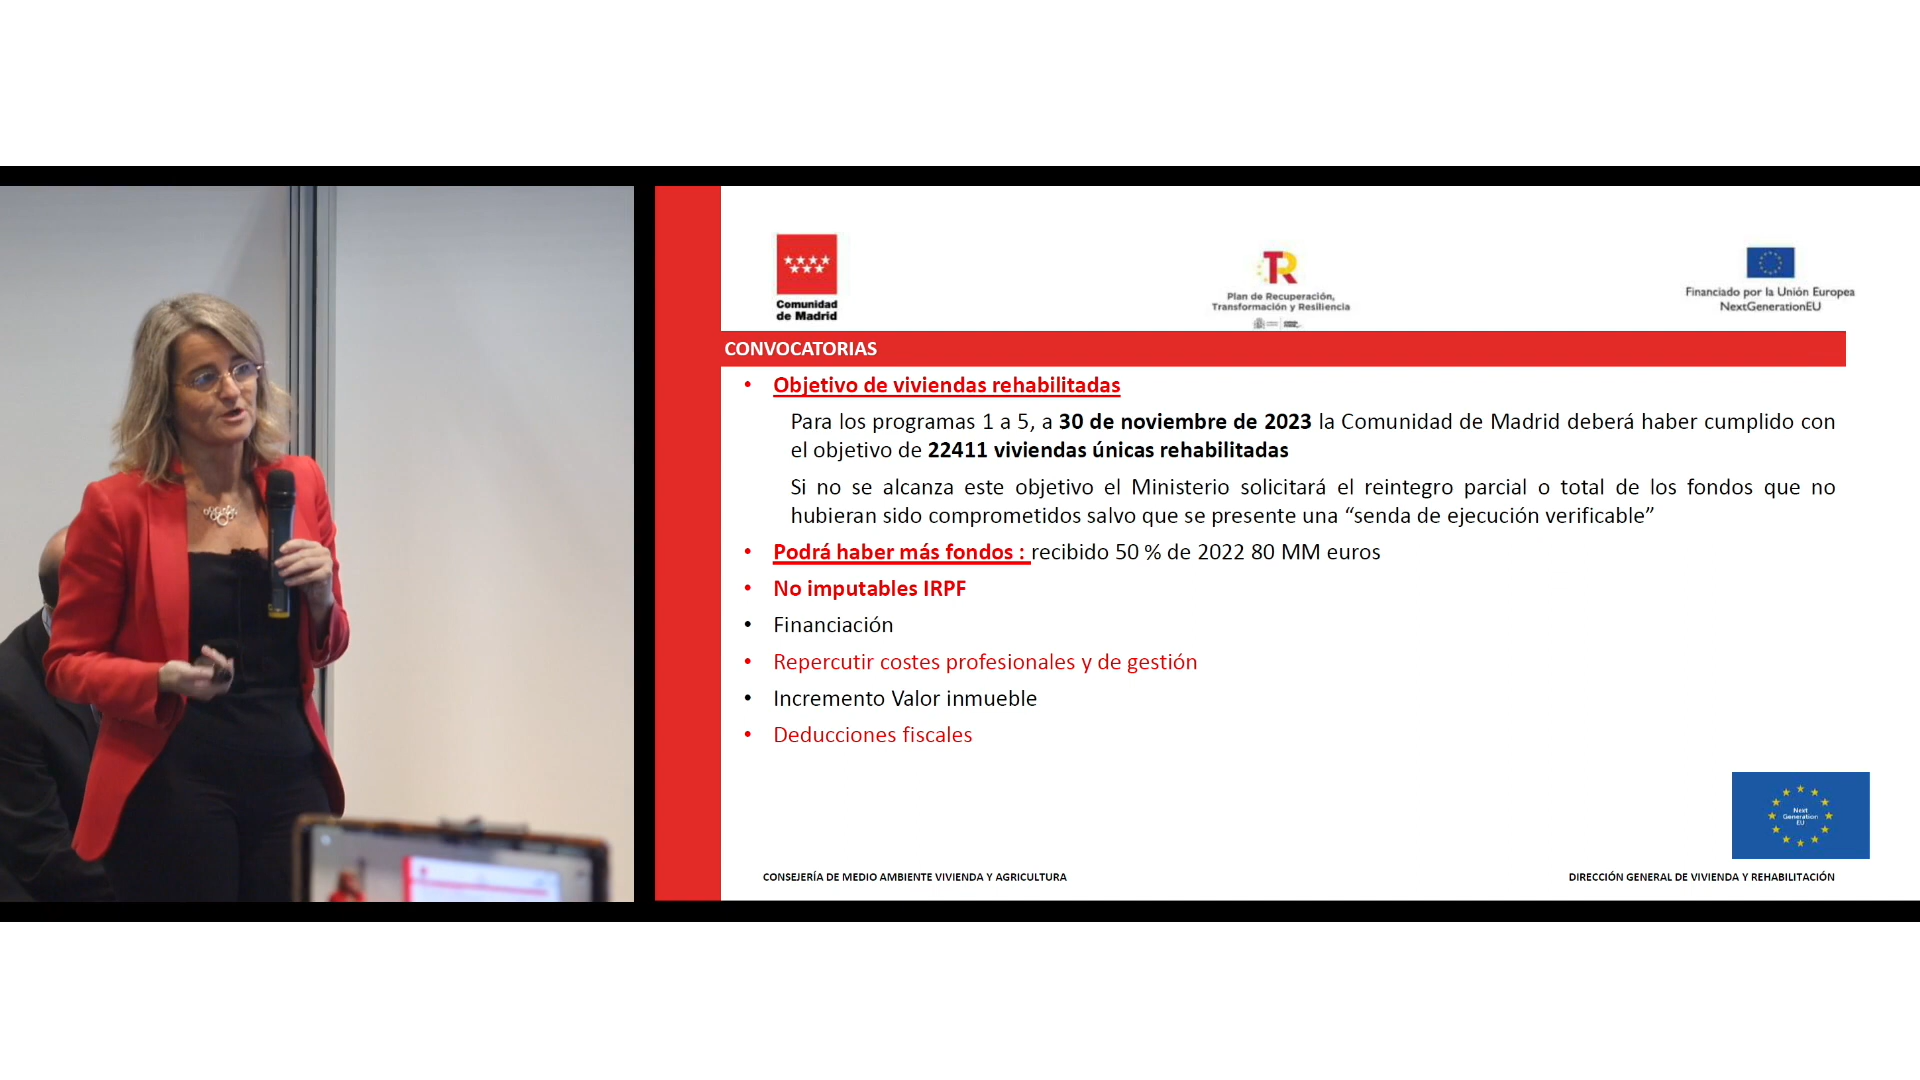 Comunidad
de Madrid
Plan de Recuperación,
Transformación y Resiliencia
Financiado por la Unión Europea
NextGenerationEU
CONVOCATORIAS
• Objetivo de viviendas rehabilitadas
Para los programas 1 a 5, a 30 de noviembre de 2023 la Comunidad de Madrid deberá haber cumplido con
el objetivo de 22411 viviendas únicas rehabilitadas
Si no se alcanza este objetivo el Ministerio solicitará el reintegro parcial o total de los fondos que no
hubieran sido comprometidos salvo que se presente una “senda de ejecución verificable”
• Podrá haber más fondos : recibido 50 % de 2022 80 MM euros
• No imputables IRPF
• Financiación
• Repercutir costes profesionales y de gestión
• Incremento Valor inmueble
• Deducciones fiscales
Next
Generation
EU
CONSEJERÍA DE MEDIO AMBIENTE VIVIENDA Y AGRICULTURA
DIRECCIÓN GENERAL DE VIVIENDA Y REHABILITACIÓN